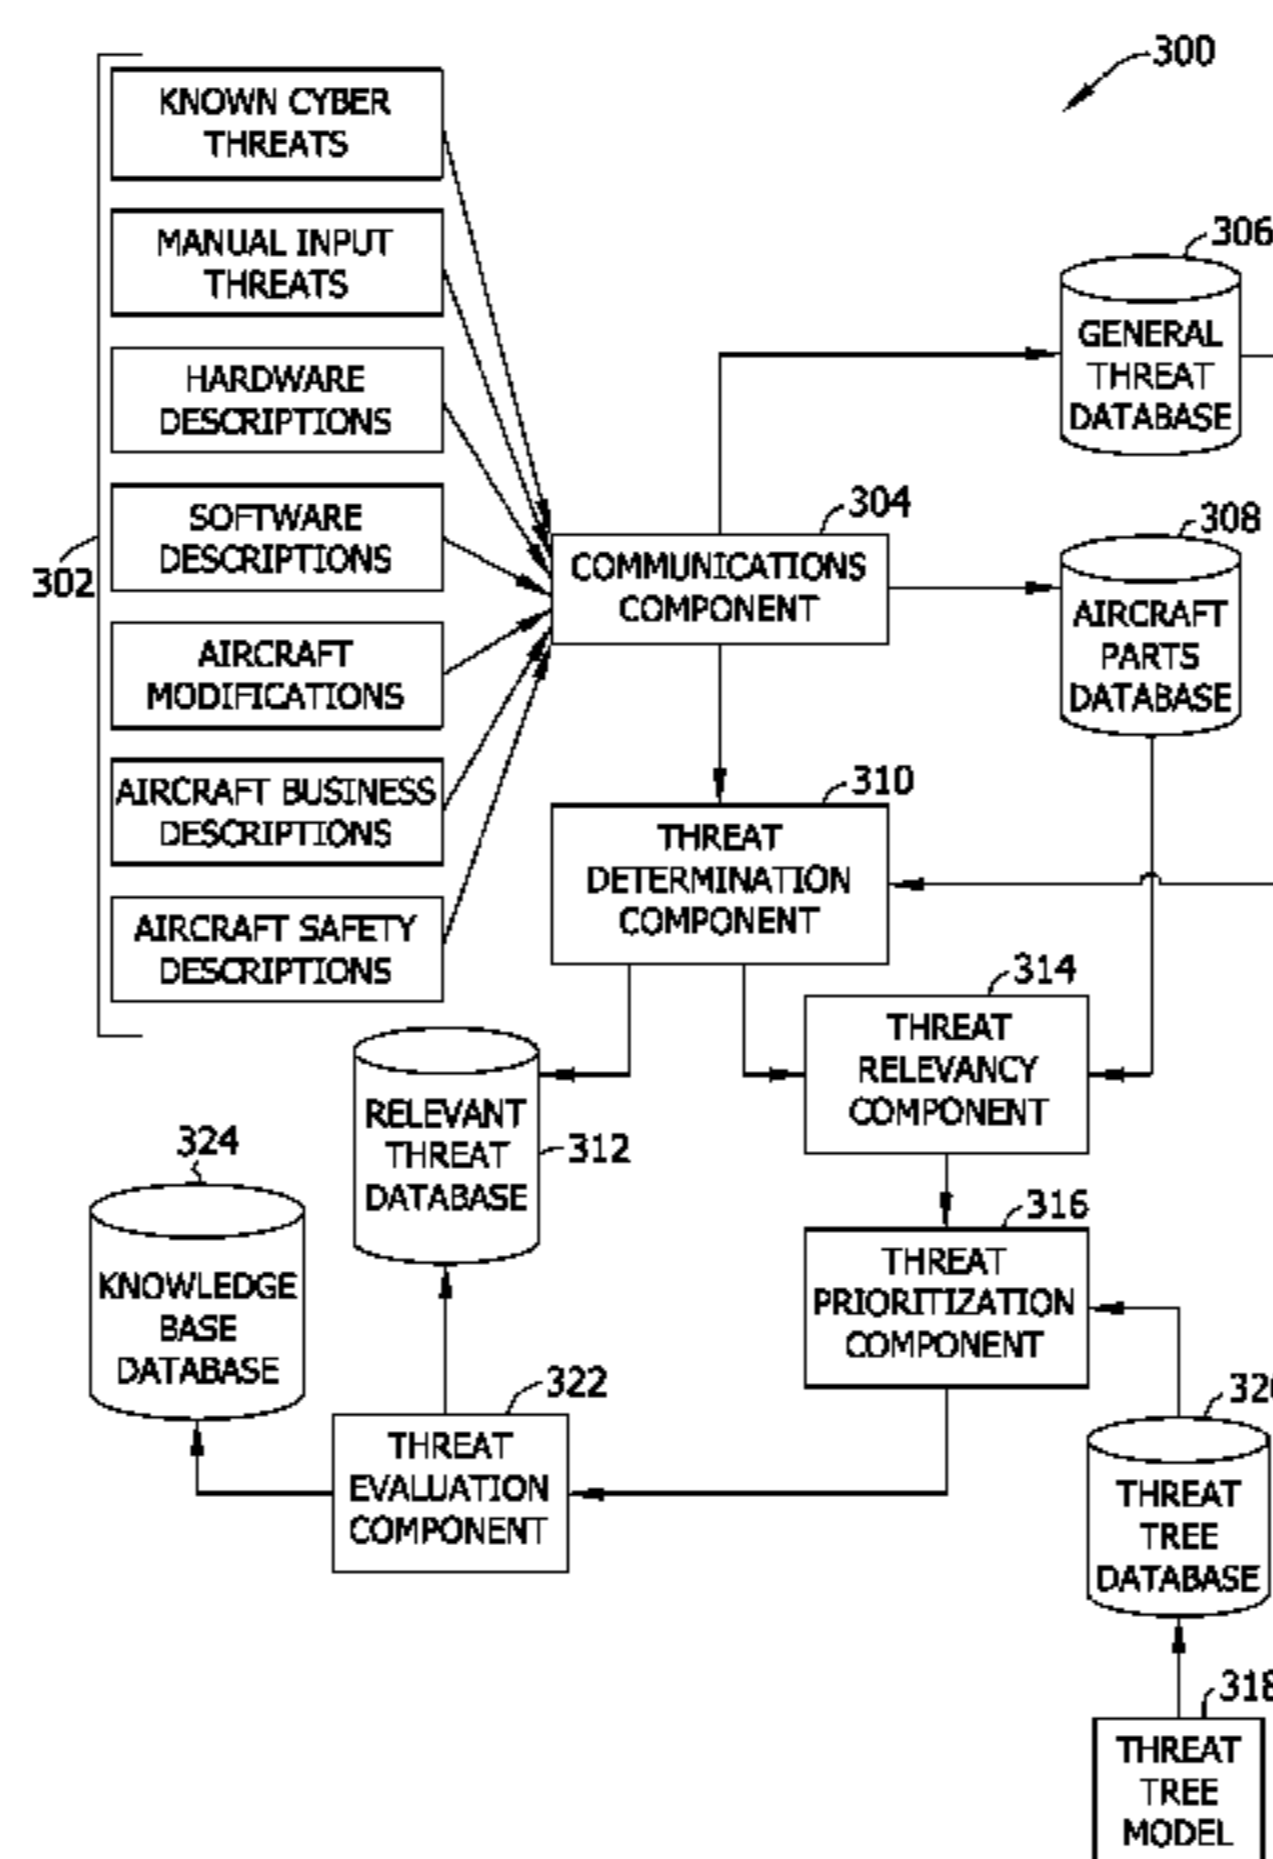 300
KNOWN CYBER
THREATS
MANUAL INPUT
THREATS
HARDWARE
DESCRIPTIONS
SOFTWARE
DESCRIPTIONS
AIRCRAFT
MODIFICATIONS
AIRCRAFT BUSINESS
DESCRIPTIONS
AIRCRAFT SAFETY
DESCRIPTIONS
302
304
COMMUNICATIONS
COMPONENT
306
GENERAL
THREAT
DATABASE
308
AIRCRAFT
PARTS
DATABASE
310
THREAT
DETERMINATION
COMPONENT
314
THREAT
RELEVANCY
COMPONENT
RELEVANT
THREAT
DATABASE
312
324
KNOWLEDGE
BASE
DATABASE
316
THREAT
PRIORITIZATION
COMPONENT
322
THREAT
EVALUATION
COMPONENT
THREAT
TREE
DATABASE
318
THREAT
TREE
MODEL